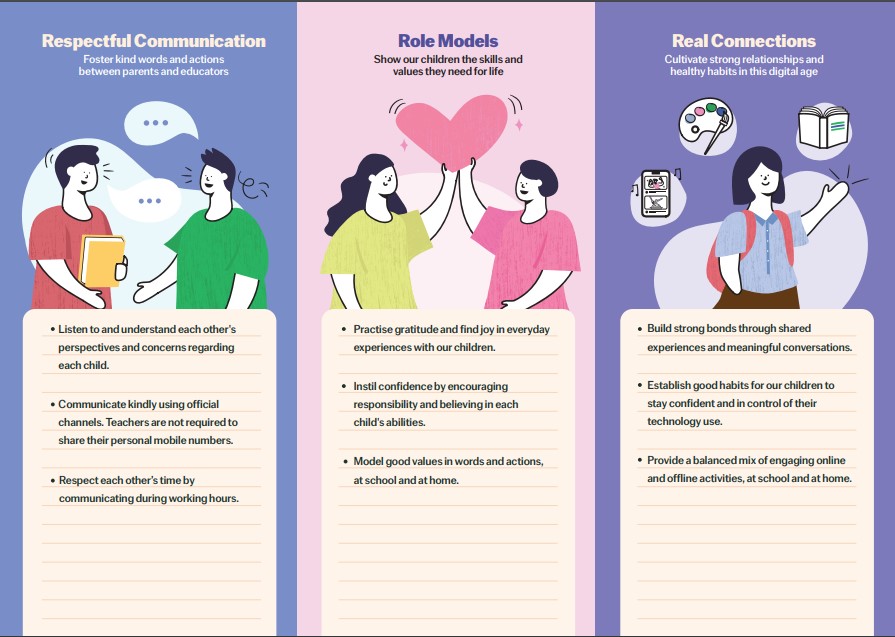 Respectful Communication
Foster kind words and actions
between parents and educators
• Listen to and understand each other's
perspectives and concerns regarding
each child.
• Communicate kindly using official
channels. Teachers are not required to
share their personal mobile numbers.
• Respect each other's time by
communicating during working hours.
Role Models
Show our children the skills and
values they need for life
• Practise gratitude and find joy in everyday
experiences with our children.
• Instil confidence by encouraging
responsibility and believing in each
child's abilities.
• Model good values in words and actions,
at school and at home.
Real Connections
Cultivate strong relationships and
healthy habits in this digital age
• Build strong bonds through shared
experiences and meaningful conversations.
• Establish good habits for our children to
stay confident and in control of their
technology use.
• Provide a balanced mix of engaging online
and offline activities, at school and at home.